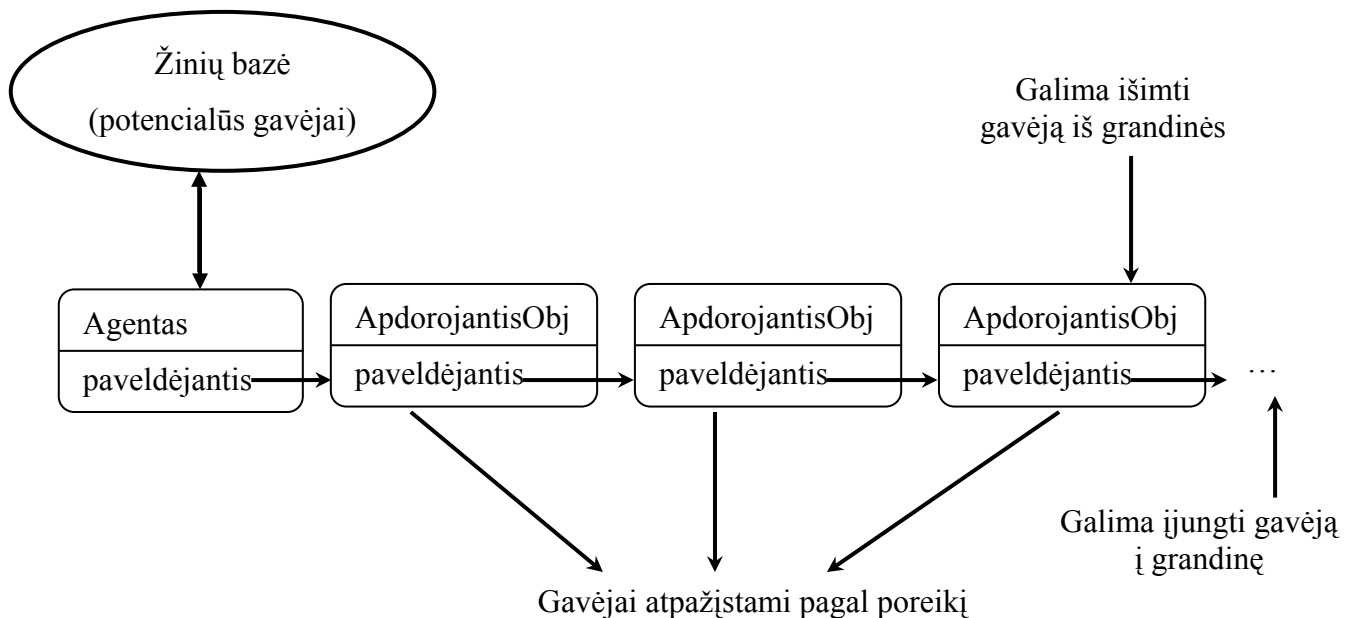 Žinių bazė
(potencialūs gavėjai)
Galima išimti
gavėją iš grandinės
Agentas
paveldėjantis
ApdorojantisObj
paveldėjantis
ApdorojantisObj
paveldėjantis
ApdorojantisObj
paveldėjantis
…
Galima įjungti gavėją
į grandinę
Gavėjai atpažįstami pagal poreikį